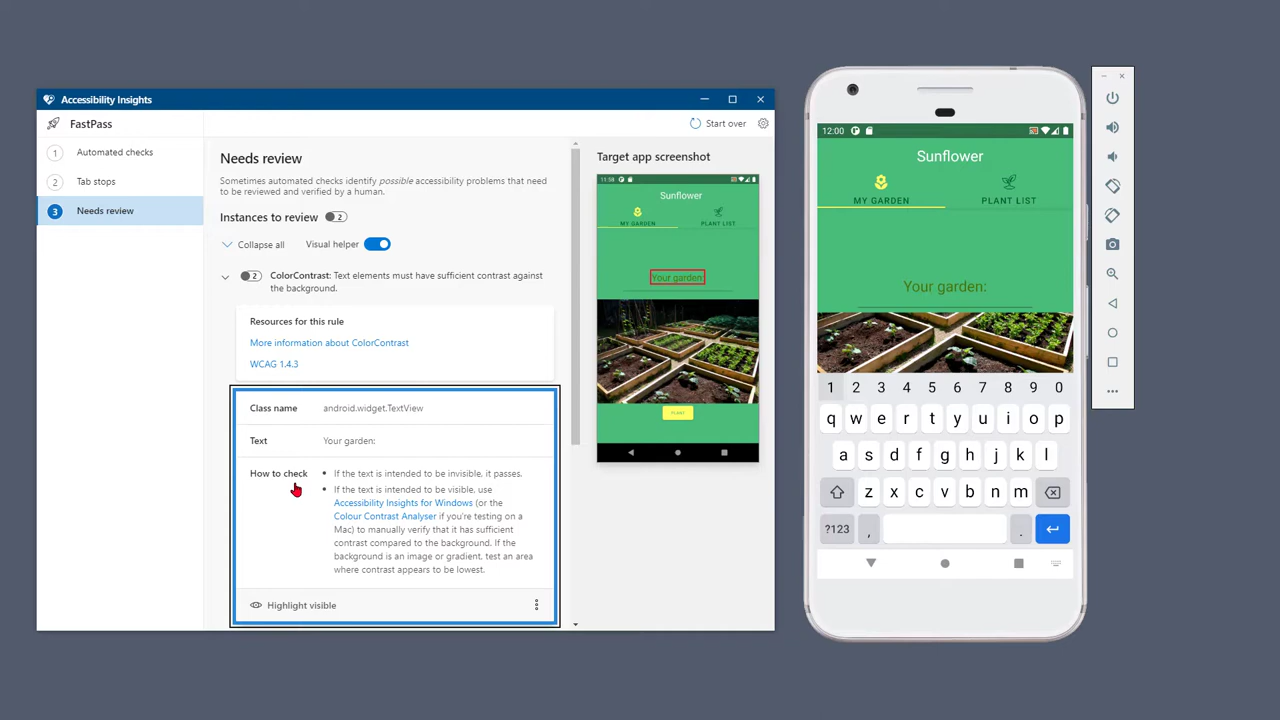 Accessibility Insights
FastPass
Start over
1 Automated checks
2 Tab stops
3 Needs review
Needs review
Sometimes automated checks identify possible accessibility problems that need
to be reviewed and verified by a human.
Instances to review 2
Collapse all Visual helper
2 ColorContrast: Text elements must have sufficient contrast against
the background.
Resources for this rule
More information about ColorContrast
WCAG 1.4.3
Class name android.widget.TextView
Text Your garden:
How to check
• If the text is intended to be invisible, it passes.
• If the text is intended to be visible, use
Accessibility Insights for Windows (or the
Colour Contrast Analyser if you're testing on a
Mac) to manually verify that it has sufficient
contrast compared to the background. If the
background is an image or gradient, test an area
where contrast appears to be lowest.
Highlight visible
Target app screenshot
11:58
Sunflower
MY GARDEN PLANT LIST
Your garden:
PLANT
12:00
Sunflower
MY GARDEN PLANT LIST
Your garden:
1 2 3 4 5 6 7 8 9 0
q w e r t y u i o p
a s d f g h j k l
z x c v b n m
?123 , .